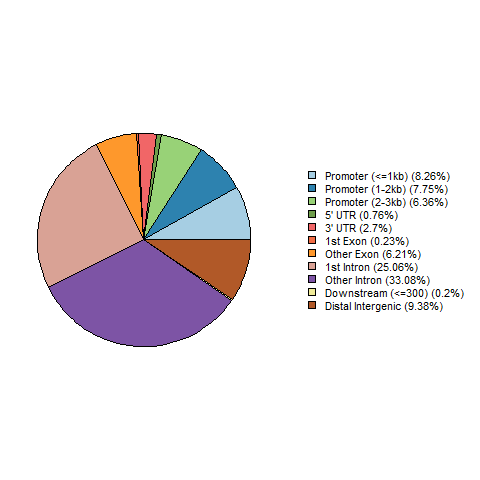 Promoter (<=1kb) (8.26%)
Promoter (1-2kb) (7.75%)
Promoter (2-3kb) (6.36%)
5' UTR (0.76%)
3' UTR (2.7%)
1st Exon (0.23%)
Other Exon (6.21%)
1st Intron (25.06%)
Other Intron (33.08%)
Downstream (<=300) (0.2%)
Distal Intergenic (9.38%)